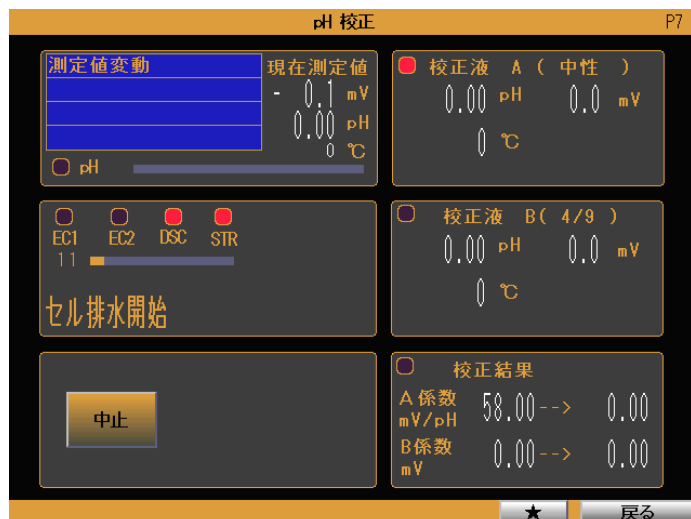 pH 校正 P7
測定値変動 現在測定値
- 0.1 mV
0.00 pH
0 ℃
pH
校正液 A ( 中性 )
0.00 pH 0.0 mV
0 ℃
EC1 EC2 DSC STR
11
セル排水開始
校正液 B( 4/9 )
0.00 pH 0.0 mV
0 ℃
中止
校正結果
A係数 mV/pH 58.00--> 0.00
B係数 mV 0.00--> 0.00
★ 戻る